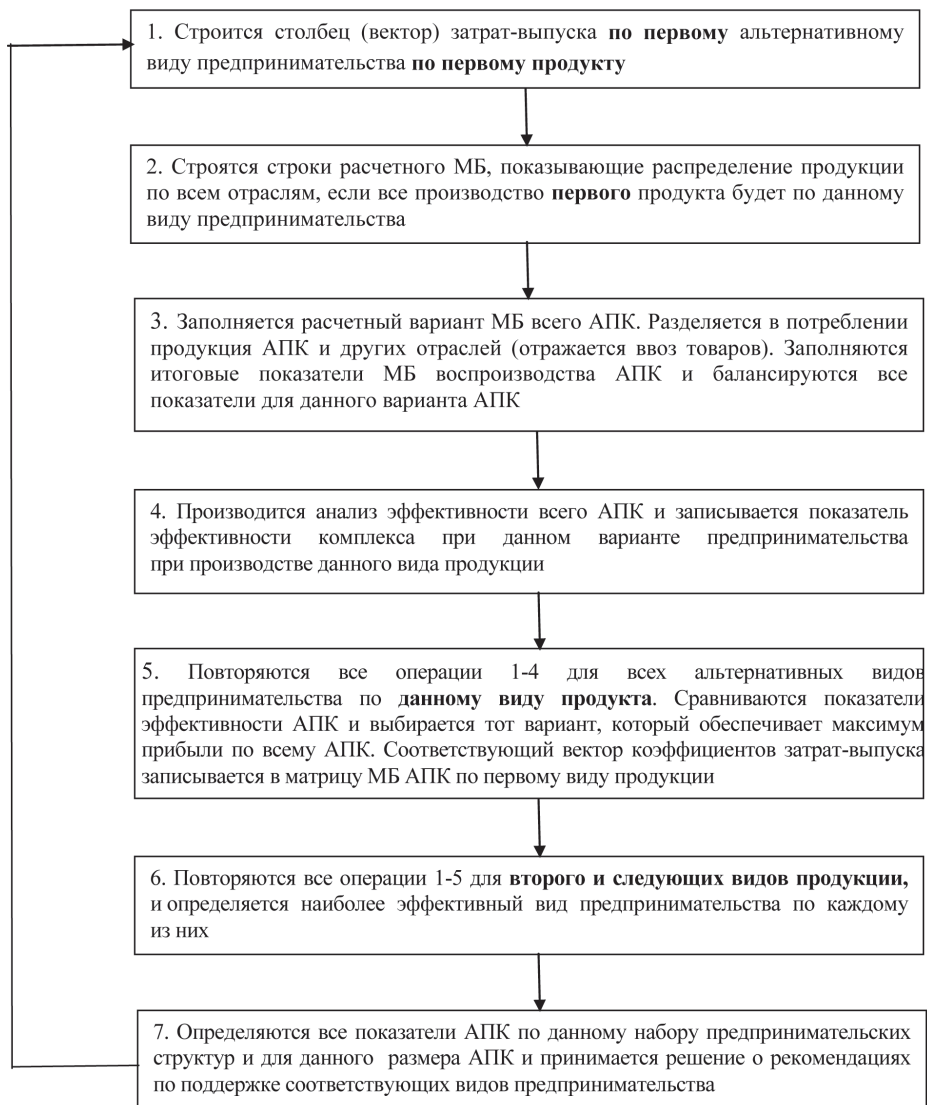 1. Строится столбец (вектор) затрат-выпуска по первому альтернативному
виду предпринимательства по первому продукту
2. Строятся строки расчетного МБ, показывающие распределение продукции
по всем отраслям, если все производство первого продукта будет по данному
виду предпринимательства
3. Заполняется расчетный вариант МБ всего АПК. Разделяется в потреблении
продукция АПК и других отраслей (отражается ввоз товаров). Заполняются
итоговые показатели МБ воспроизводства АПК и балансируются все
показатели для данного варианта АПК
4. Производится анализ эффективности всего АПК и записывается показатель
эффективности комплекса при данном варианте предпринимательства
при производстве данного вида продукции
5. Повторяются все операции 1-4 для всех альтернативных видов
предпринимательства по данному виду продукта. Сравниваются показатели
эффективности АПК и выбирается тот вариант, который обеспечивает максимум
прибыли по всему АПК. Соответствующий вектор коэффициентов затрат-выпуска
записывается в матрицу МБ АПК по первому виду продукции
6. Повторяются все операции 1-5 для второго и следующих видов продукции,
и определяется наиболее эффективный вид предпринимательства по каждому
из них
7. Определяются все показатели АПК по данному набору предпринимательских
структур и для данного размера АПК и принимается решение о рекомендациях
по поддержке соответствующих видов предпринимательства